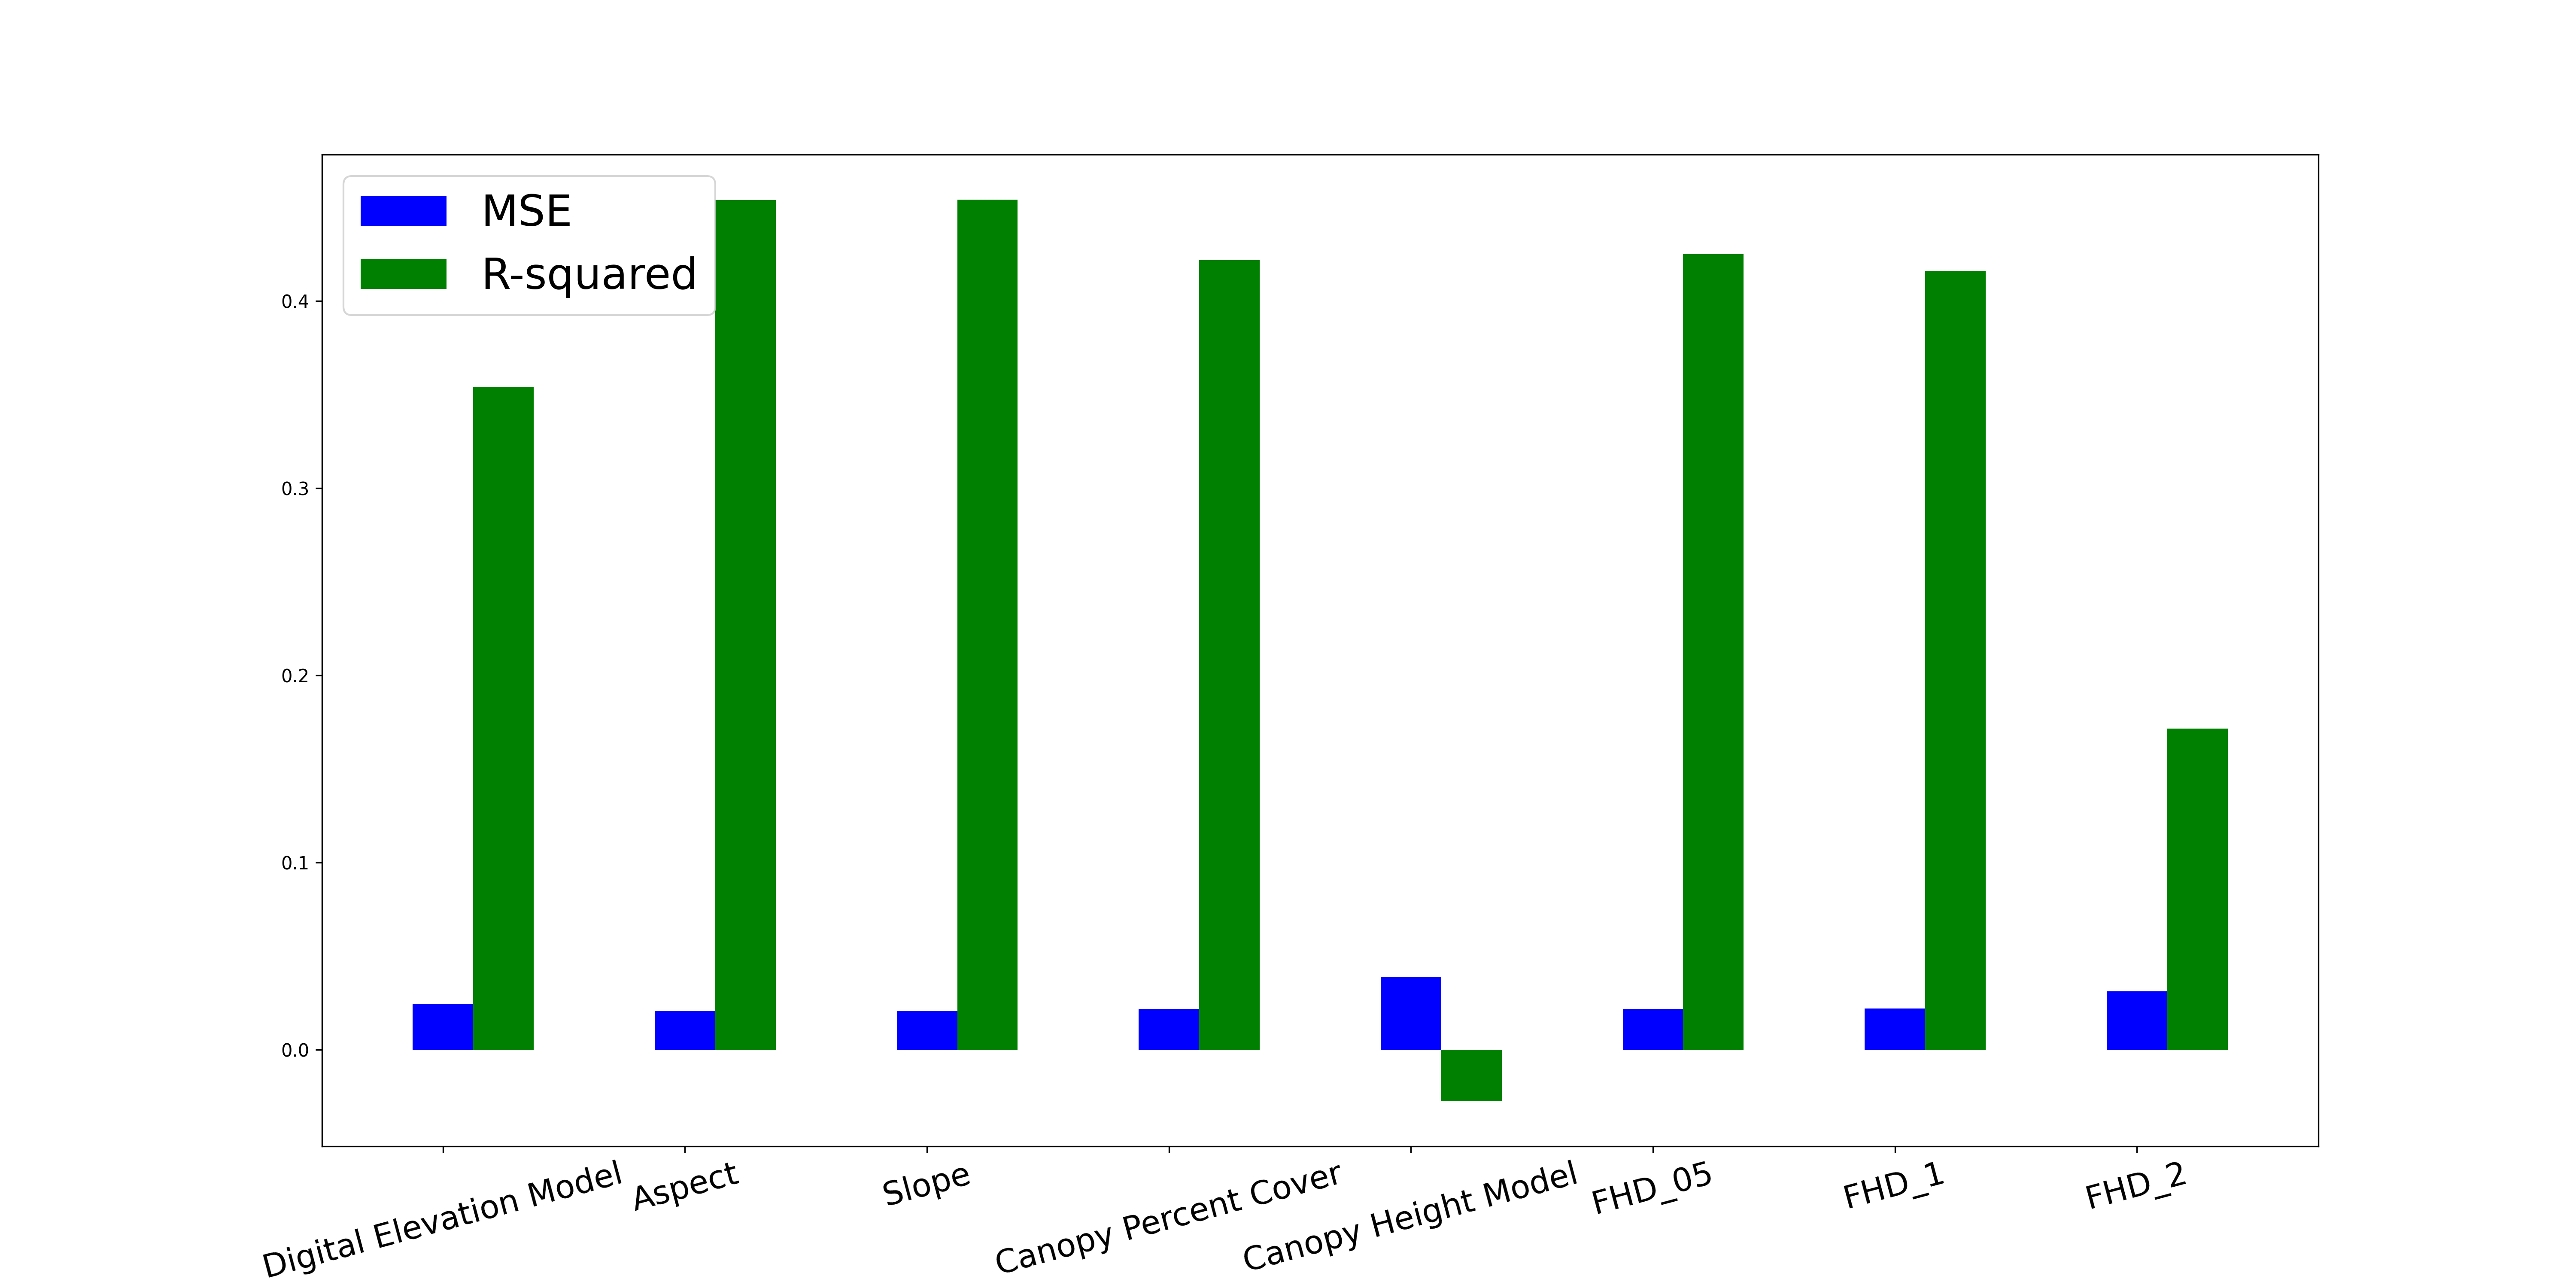 MSE
R-squared
0.4
0.3
0.2
0.1
0.0
Digital Elevation Model
Aspect
Slope
Canopy Percent Cover
Canopy Height Model
FHD_05
FHD_1
FHD_2